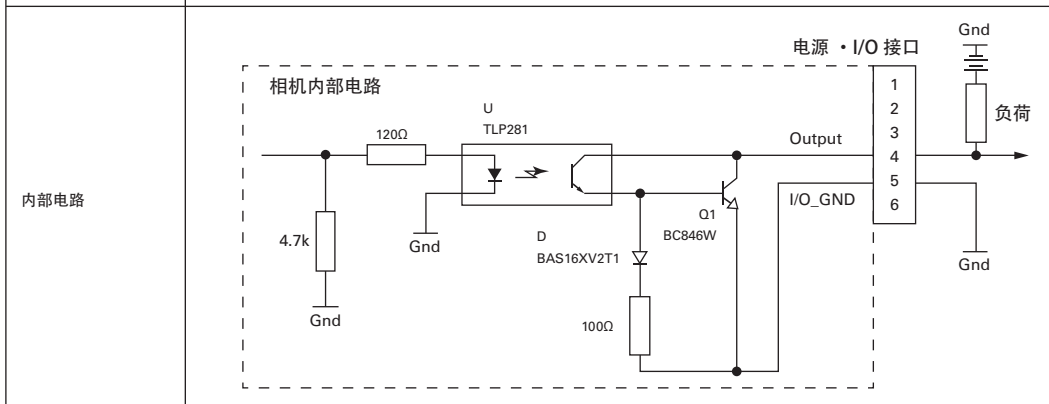 内部电路
电源 ・I/O 接口
Gnd
相机内部电路
1
2
3
4
5
6
负荷
U
TLP281
120Ω
Output
I/O_GND
Q1
BC846W
4.7k
Gnd
D
BAS16XV2T1
Gnd
Gnd
100Ω